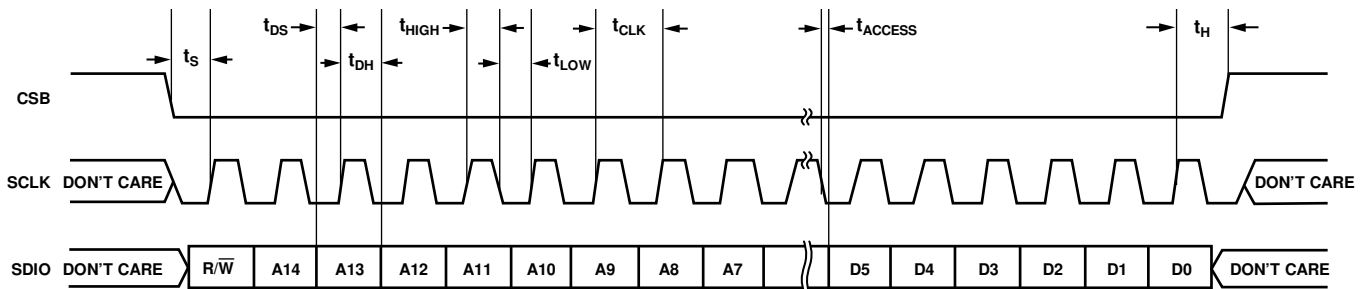 tDS tHIGH tCLK tACCESS tH
tS tDH tLOW
CSB
SCLK DON'T CARE DON'T CARE
SDIO DON'T CARE R/W̅ A14 A13 A12 A11 A10 A9 A8 A7 D5 D4 D3 D2 D1 D0 DON'T CARE